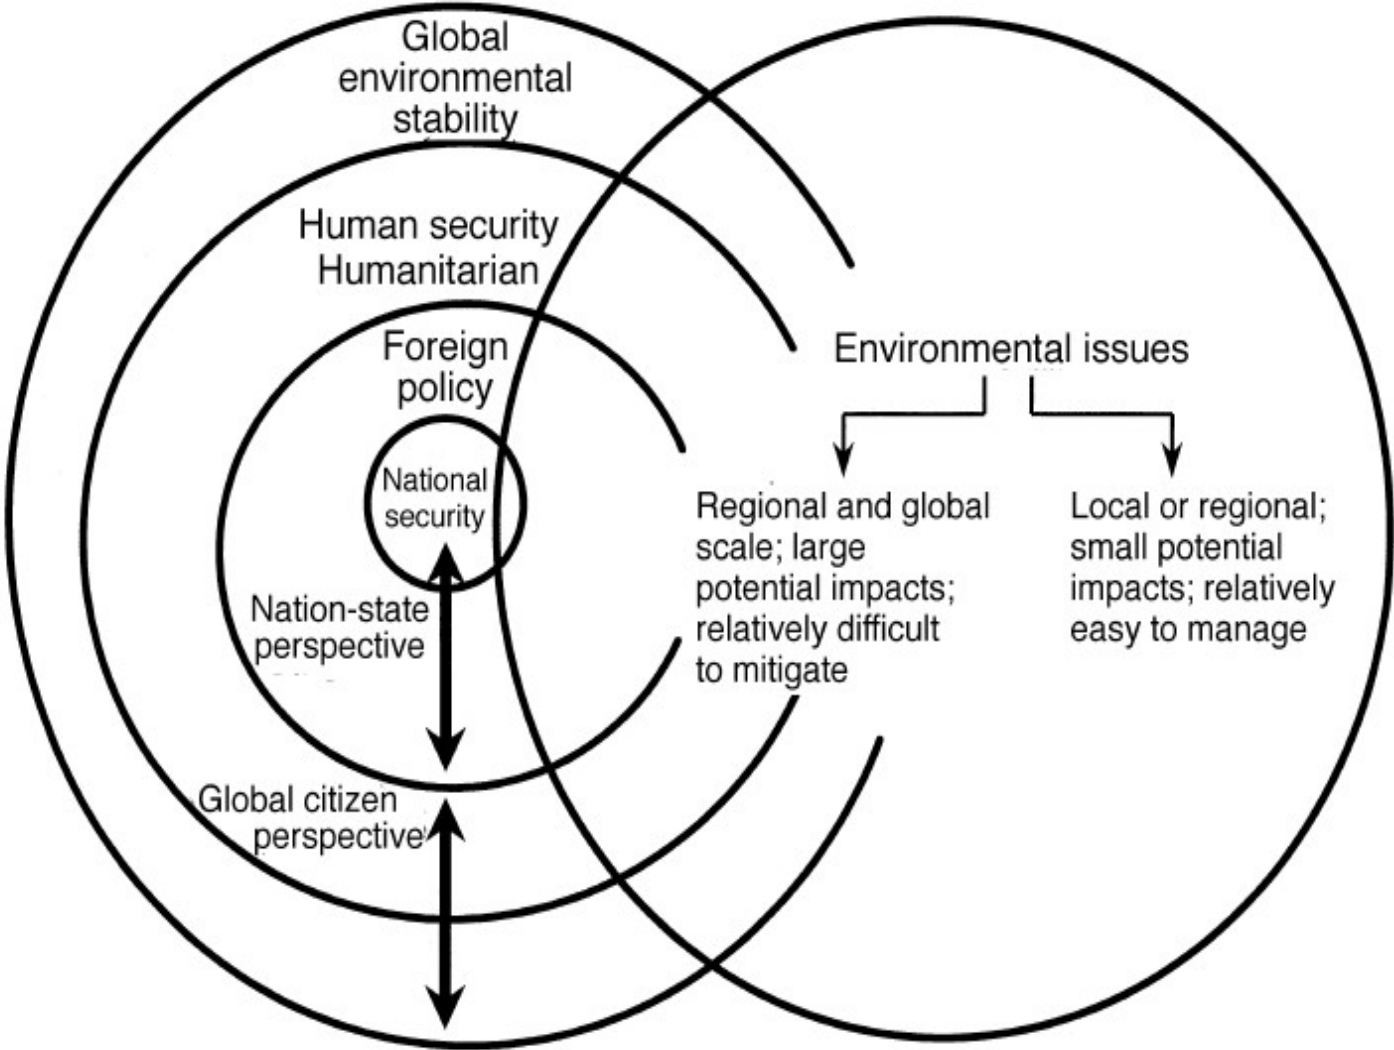 Global
environmental
stability
Human security
Humanitarian
Foreign
policy
National
security
Nation-state
perspective
Global citizen
perspective
Environmental issues
Regional and global
scale; large
potential impacts;
relatively difficult
to mitigate
Local or regional;
small potential
impacts; relatively
easy to manage